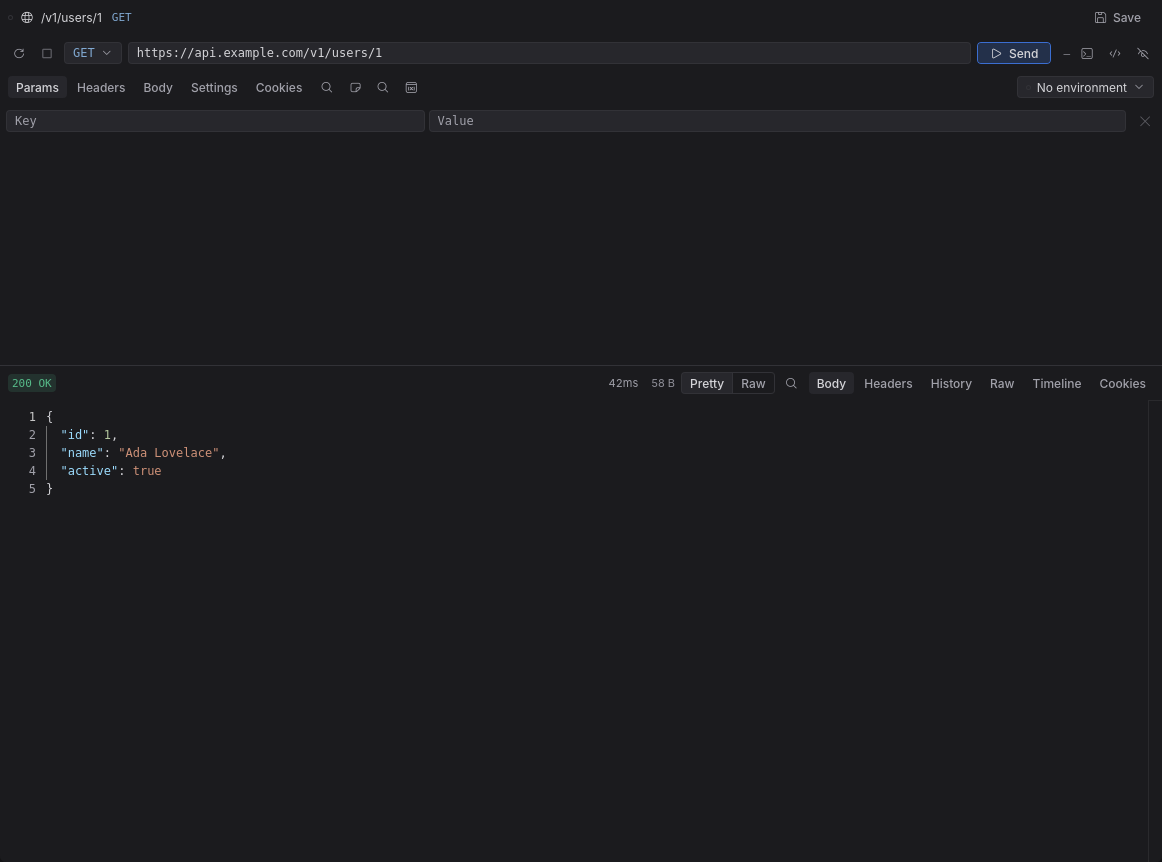 /v1/users/1 GET Save
GET https://api.example.com/v1/users/1 Send
Params Headers Body Settings Cookies No environment
Key Value
200 OK 42ms 58 B Pretty Raw Body Headers History Raw Timeline Cookies
1 {
2 "id": 1,
3 "name": "Ada Lovelace",
4 "active": true
5 }